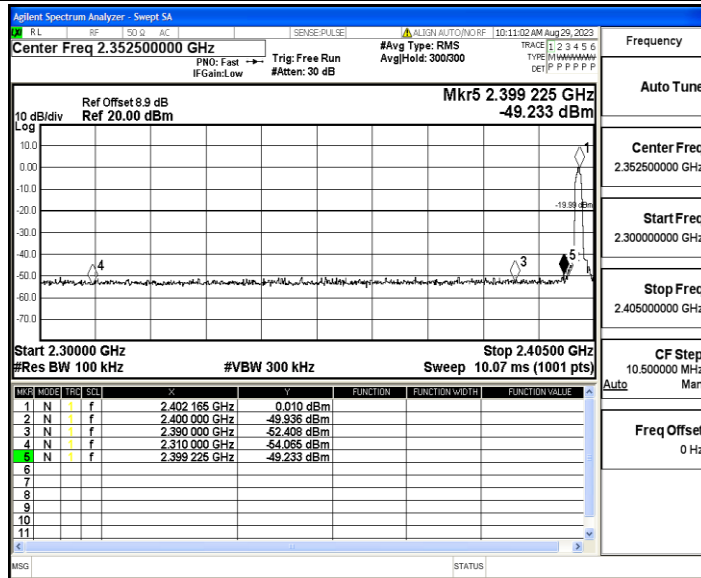 Agilent Spectrum Analyzer - Swept SA
RL RF 50 Ω AC SENSE:PULSE ALIGN AUTO/NO RF 10:11:02 AM Aug 29, 2023
Center Freq 2.352500000 GHz
#Avg Type: RMS
TRACE 1 2 3 4 5 6
PNO: Fast
Trig: Free Run
Avg|Hold: 300/300
TYPE MWWWWW
IFGain:Low
#Atten: 30 dB
DET P P P P P P
Ref Offset 8.9 dB
Mkr5 2.399 225 GHz
10 dB/div Ref 20.00 dBm
-49.233 dBm
Log
10.0
0.00
-10.0
-20.0
-30.0
-40.0
-50.0
-60.0
-70.0
1
-19.99 dBm
5
3
4
Start 2.30000 GHz
Stop 2.40500 GHz
#Res BW 100 kHz
#VBW 300 kHz
Sweep 10.07 ms (1001 pts)
MKR MODE TRC SCL X Y FUNCTION FUNCTION WIDTH FUNCTION VALUE
1 N 1 f 2.402 165 GHz 0.010 dBm
2 N 1 f 2.400 000 GHz -49.936 dBm
3 N 1 f 2.390 000 GHz -52.408 dBm
4 N 1 f 2.310 000 GHz -54.065 dBm
5 N 1 f 2.399 225 GHz -49.233 dBm
6
7
8
9
10
11
MSG
STATUS
Frequency
Auto Tune
Center Freq
2.352500000 GHz
Start Freq
2.300000000 GHz
Stop Freq
2.405000000 GHz
CF Step
10.500000 MHz
Auto Man
Freq Offset
0 Hz